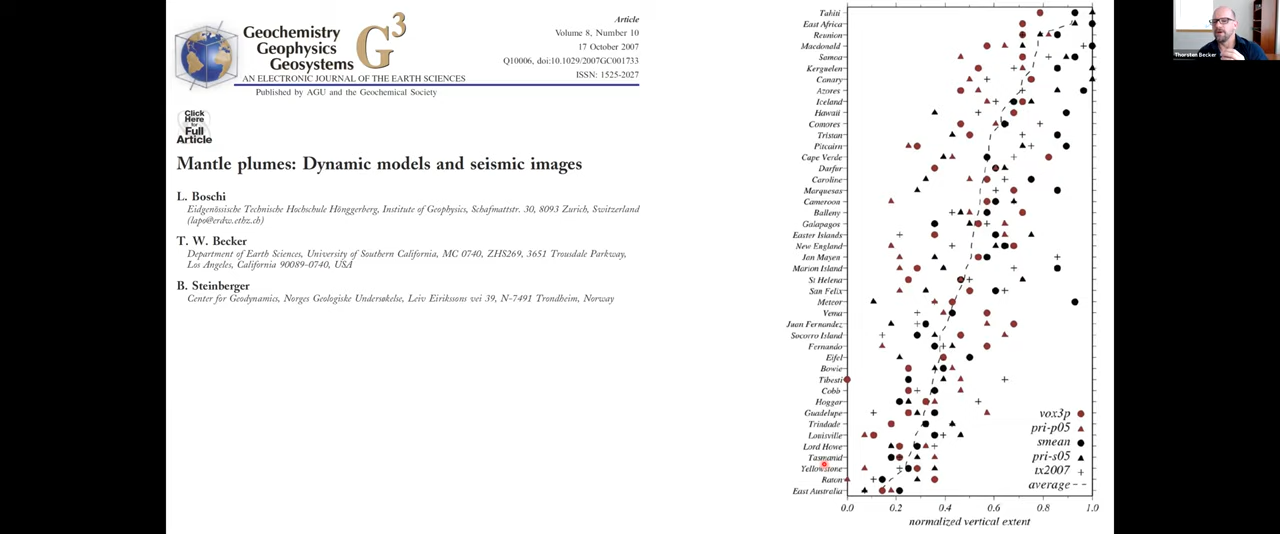 Geochemistry
Geophysics
Geosystems
G3
AN ELECTRONIC JOURNAL OF THE EARTH SCIENCES
Published by AGU and the Geochemical Society
Article
Volume 8, Number 10
17 October 2007
Q10006, doi:10.1029/2007GC001733
ISSN: 1525-2027
Click
Here
for
Full
Article
Mantle plumes: Dynamic models and seismic images
L. Boschi
Eidgenössische Technische Hochschule Hönggerberg, Institute of Geophysics, Schafmattstr. 30, 8093 Zurich, Switzerland
(lapo@erdw.ethz.ch)
T. W. Becker
Department of Earth Sciences, University of Southern California, MC 0740, ZHS269, 3651 Trousdale Parkway,
Los Angeles, California 90089-0740, USA
B. Steinberger
Center for Geodynamics, Norges Geologiske Undersøkelse, Leiv Eirikssons vei 39, N-7491 Trondheim, Norway
Tahiti
East Africa
Reunion
Macdonald
Samoa
Kerguelen
Canary
Azores
Iceland
Hawaii
Comores
Tristan
Pitcairn
Cape Verde
Darfur
Caroline
Marquesas
Cameroon
Balleny
Galapagos
Easter Islands
New England
Jan Mayen
Marion Island
St Helena
San Felix
Meteor
Vema
Juan Fernandez
Socorro Island
Fernando
Eifel
Bowie
Tibesti
Cobb
Hoggar
Guadelupe
Trindade
Louisville
Lord Howe
Tasmanid
Yellowstone
Raton
East Australia
vox3p
pri-p05
smean
pri-s05
tx2007
average
0.0 0.2 0.4 0.6 0.8 1.0
normalized vertical extent
Thorsten Becker